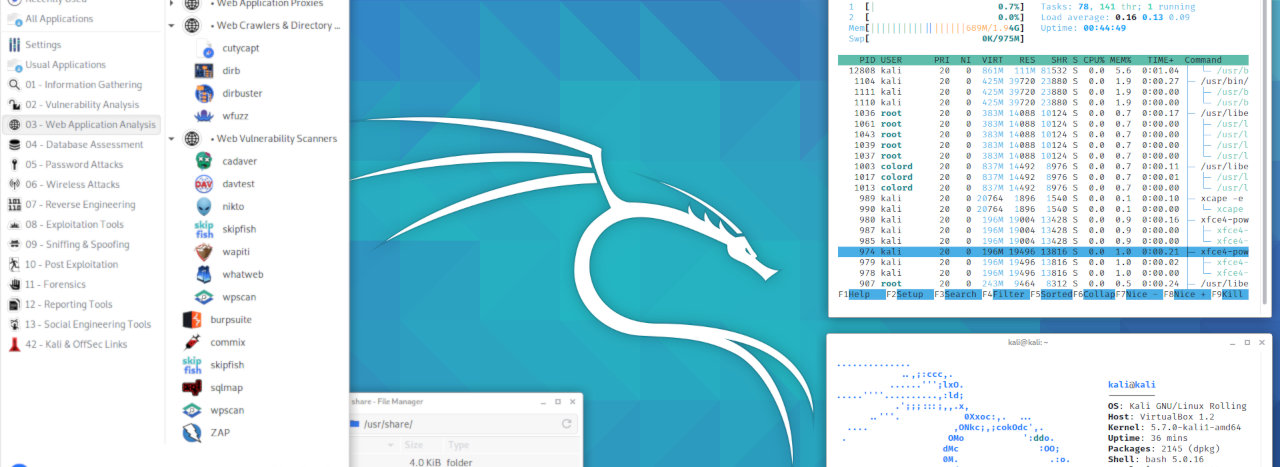 Recently Used
All Applications
Settings
Usual Applications
01 - Information Gathering
02 - Vulnerability Analysis
03 - Web Application Analysis
04 - Database Assessment
05 - Password Attacks
06 - Wireless Attacks
07 - Reverse Engineering
08 - Exploitation Tools
09 - Sniffing & Spoofing
10 - Post Exploitation
11 - Forensics
12 - Reporting Tools
13 - Social Engineering Tools
42 - Kali & OffSec Links
• Web Application Proxies
• Web Crawlers & Directory ...
cutycapt
dirb
dirbuster
wfuzz
• Web Vulnerability Scanners
cadaver
DAV davtest
nikto
skip fish skipfish
wapiti
whatweb
wpscan
burpsuite
commix
skip fish skipfish
sqlmap
wpscan
ZAP
share - File Manager
/usr/share/
Size Type
4.0 KiB folder
1 [| 0.7%] Tasks: 78, 141 thr; 1 running
2 [ 0.0%] Load average: 0.16 0.13 0.09
Mem[|||||||||||||||||||669M/1.94G] Uptime: 00:44:49
Swp[ 0K/975M]
PID USER PRI NI VIRT RES SHR S CPU% MEM% TIME+ Command
12808 kali 20 0 861M 111M 81532 S 0.0 5.6 0:01.04 /usr/b
1104 kali 20 0 425M 39720 23880 S 0.0 1.9 0:00.27 /usr/bin/
1111 kali 20 0 425M 39720 23880 S 0.0 1.9 0:00.00 /usr/b
1110 kali 20 0 425M 39720 23880 S 0.0 1.9 0:00.00 /usr/b
1036 root 20 0 383M 14088 10124 S 0.0 0.7 0:00.17 /usr/libe
1061 root 20 0 383M 14088 10124 S 0.0 0.7 0:00.00 /usr/l
1043 root 20 0 383M 14088 10124 S 0.0 0.7 0:00.00 /usr/l
1039 root 20 0 383M 14088 10124 S 0.0 0.7 0:00.00 /usr/l
1037 root 20 0 383M 14088 10124 S 0.0 0.7 0:00.00 /usr/l
1003 colord 20 0 837M 14492 8976 S 0.0 0.7 0:00.11 /usr/libe
1017 colord 20 0 837M 14492 8976 S 0.0 0.7 0:00.01 /usr/l
1013 colord 20 0 837M 14492 8976 S 0.0 0.7 0:00.00 /usr/l
989 kali 20 0 20764 1896 1540 S 0.0 0.1 0:00.10 xcape -e
990 kali 20 0 20764 1896 1540 S 0.0 0.1 0:00.00 xcape
980 kali 20 0 196M 19004 13428 S 0.0 0.9 0:00.16 xfce4-pow
987 kali 20 0 196M 19004 13428 S 0.0 0.9 0:00.00 xfce4-
985 kali 20 0 196M 19004 13428 S 0.0 0.9 0:00.00 xfce4-
974 kali 20 0 196M 19496 13816 S 0.0 1.0 0:00.21 xfce4-pow
979 kali 20 0 196M 19496 13816 S 0.0 1.0 0:00.02 xfce4-
978 kali 20 0 196M 19496 13816 S 0.0 1.0 0:00.00 xfce4-
907 root 20 0 243M 9464 8312 S 0.0 0.5 0:00.24 /usr/libe
F1Help F2Setup F3Search F4Filter F5SortedF6CollapF7Nice - F8Nice + F9Kill
kali@kali: ~
kali@kali
OS: Kali GNU/Linux Rolling
Host: VirtualBox 1.2
Kernel: 5.7.0-kali1-amd64
Uptime: 36 mins
Packages: 2145 (dpkg)
Shell: bash 5.0.16